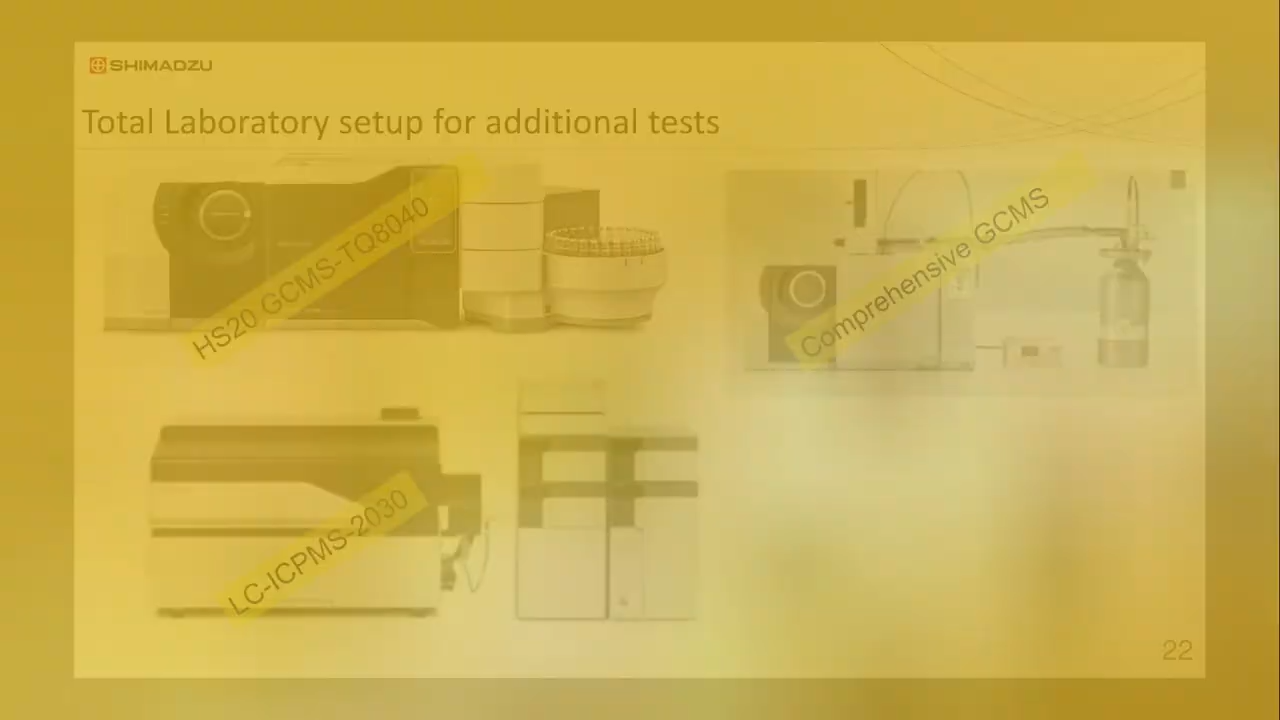 SHIMADZU
Total Laboratory setup for additional tests
HS20 GCMS-TQ8040
Comprehensive GCMS
LC-ICPMS-2030
22